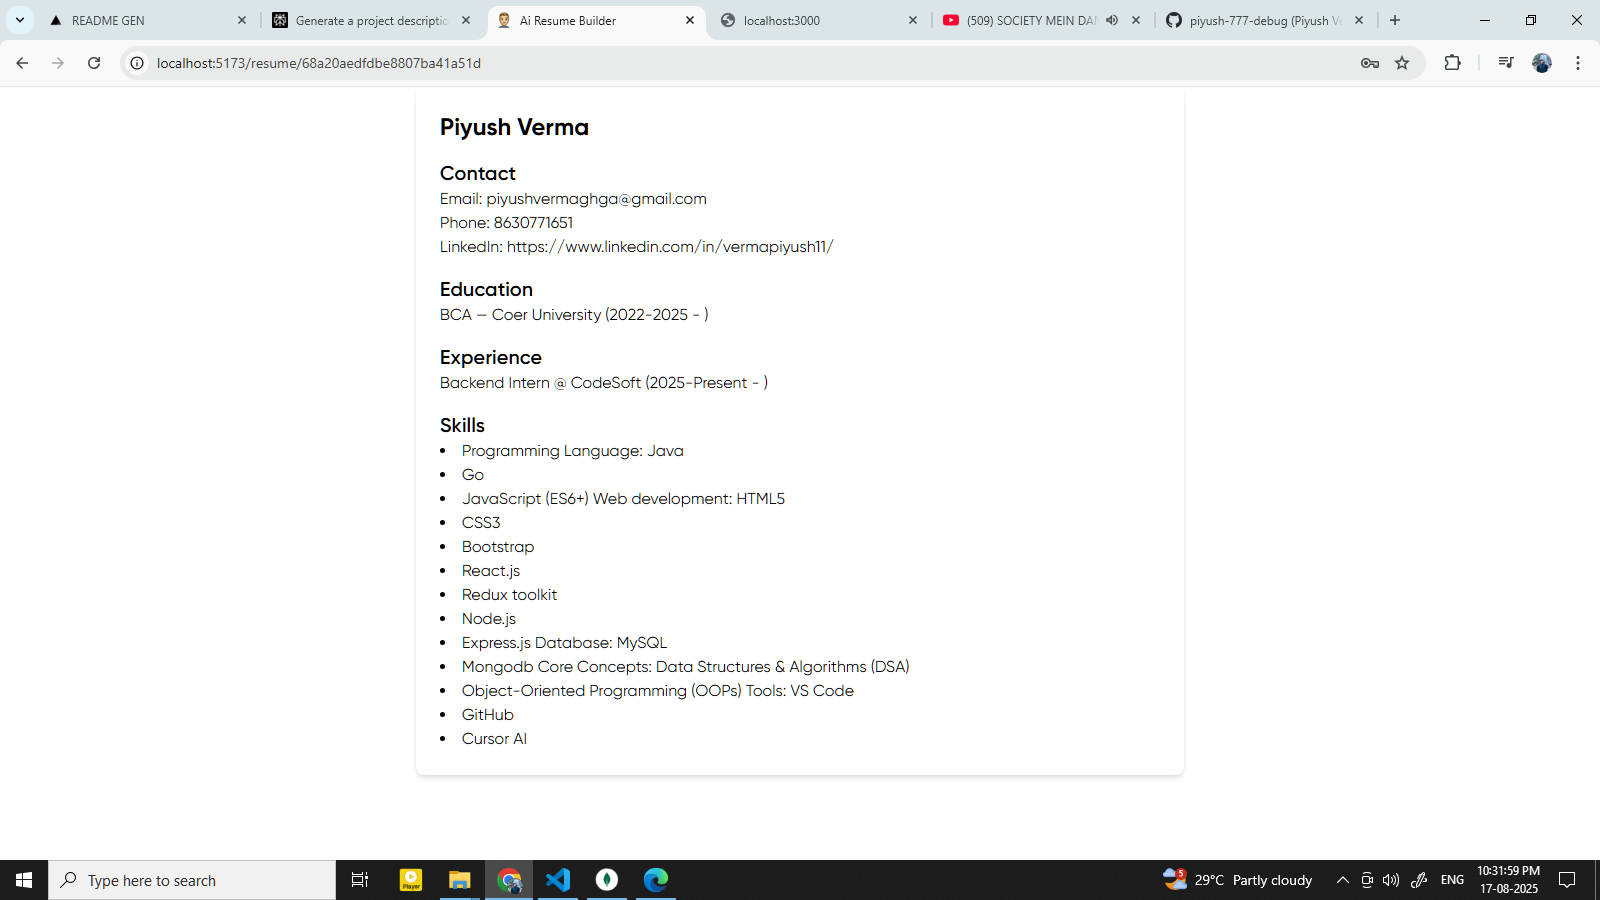 README GEN
Generate a project descriptio
Ai Resume Builder
localhost:3000
(509) SOCIETY MEIN DAN
piyush-777-debug (Piyush Ve
localhost:5173/resume/68a20aedfdbe8807ba41a51d
Piyush Verma
Contact
Email: piyushvermaghga@gmail.com
Phone: 8630771651
LinkedIn: https://www.linkedin.com/in/vermapiyush11/
Education
BCA — Coer University (2022-2025 - )
Experience
Backend Intern @ CodeSoft (2025-Present - )
Skills
• Programming Language: Java
• Go
• JavaScript (ES6+) Web development: HTML5
• CSS3
• Bootstrap
• React.js
• Redux toolkit
• Node.js
• Express.js Database: MySQL
• Mongodb Core Concepts: Data Structures & Algorithms (DSA)
• Object-Oriented Programming (OOPs) Tools: VS Code
• GitHub
• Cursor AI
Type here to search
Player
5
29°C Partly cloudy
ENG
10:31:59 PM
17-08-2025